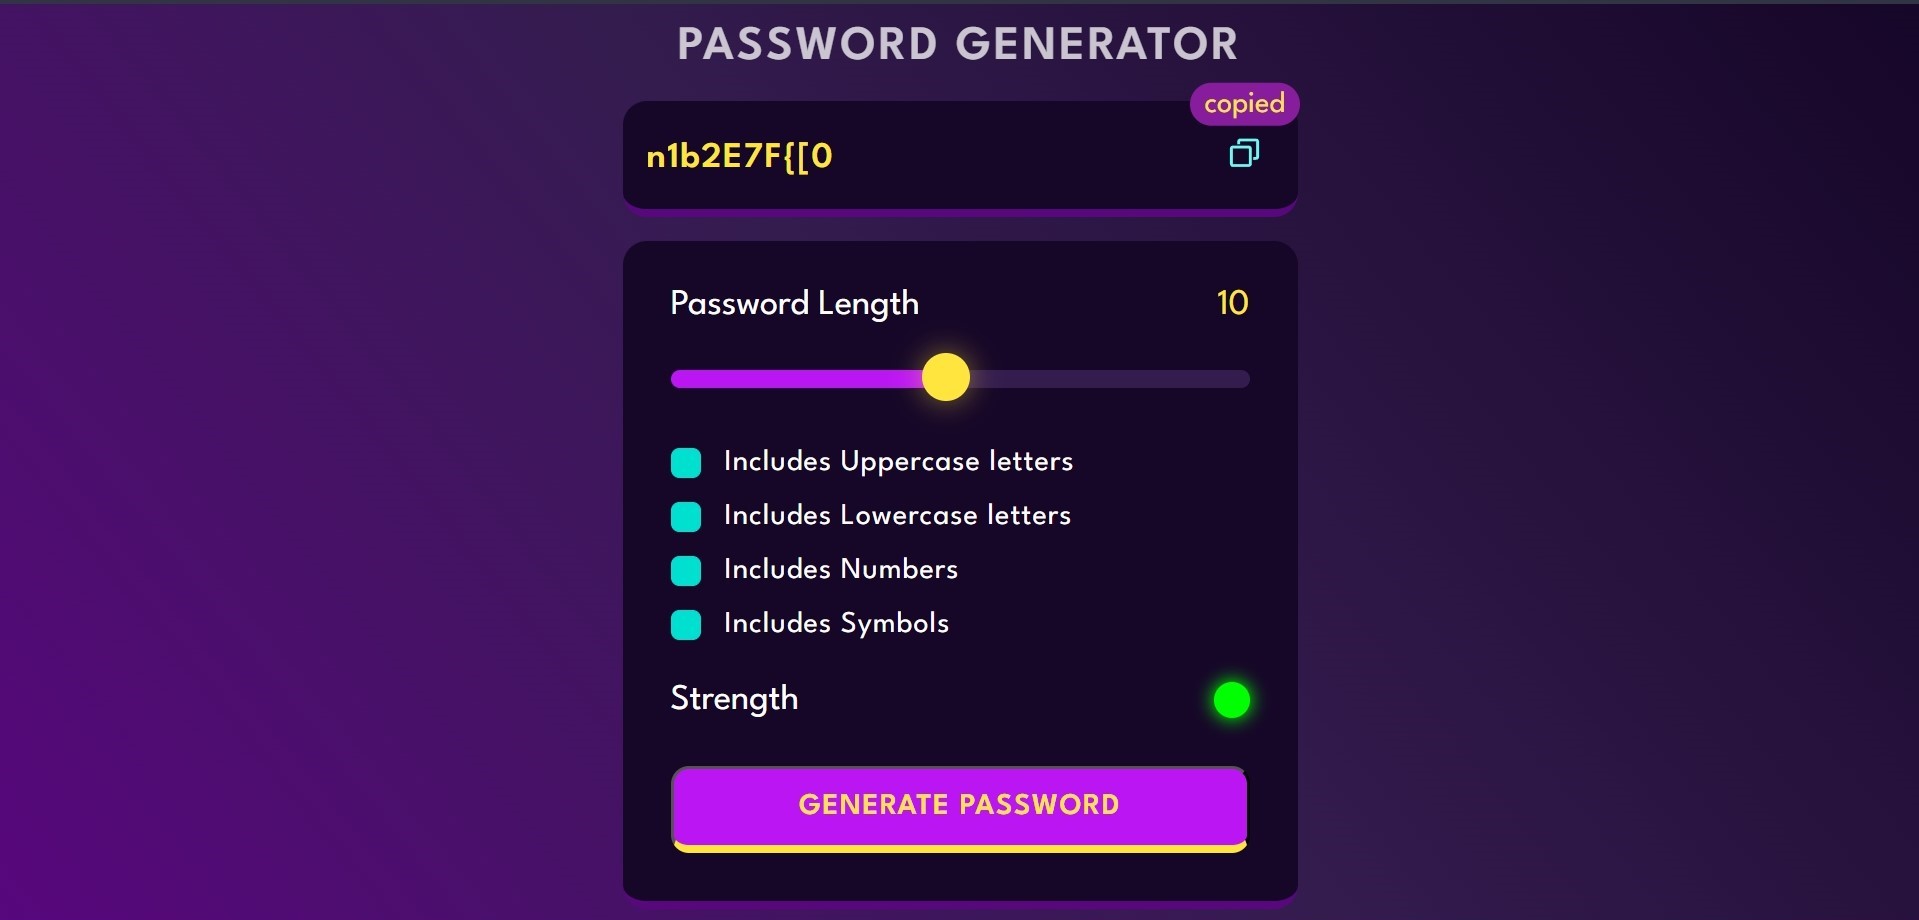 PASSWORD GENERATOR
copied
n1b2E7F{[0
Password Length 10
Includes Uppercase letters
Includes Lowercase letters
Includes Numbers
Includes Symbols
Strength
GENERATE PASSWORD